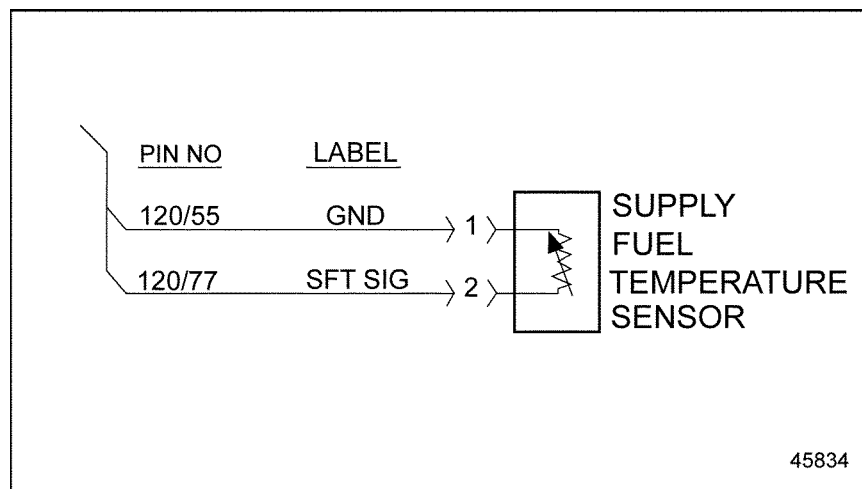 PIN NO LABEL
120/55 GND 1
120/77 SFT SIG 2
SUPPLY
FUEL
TEMPERATURE
SENSOR
45834